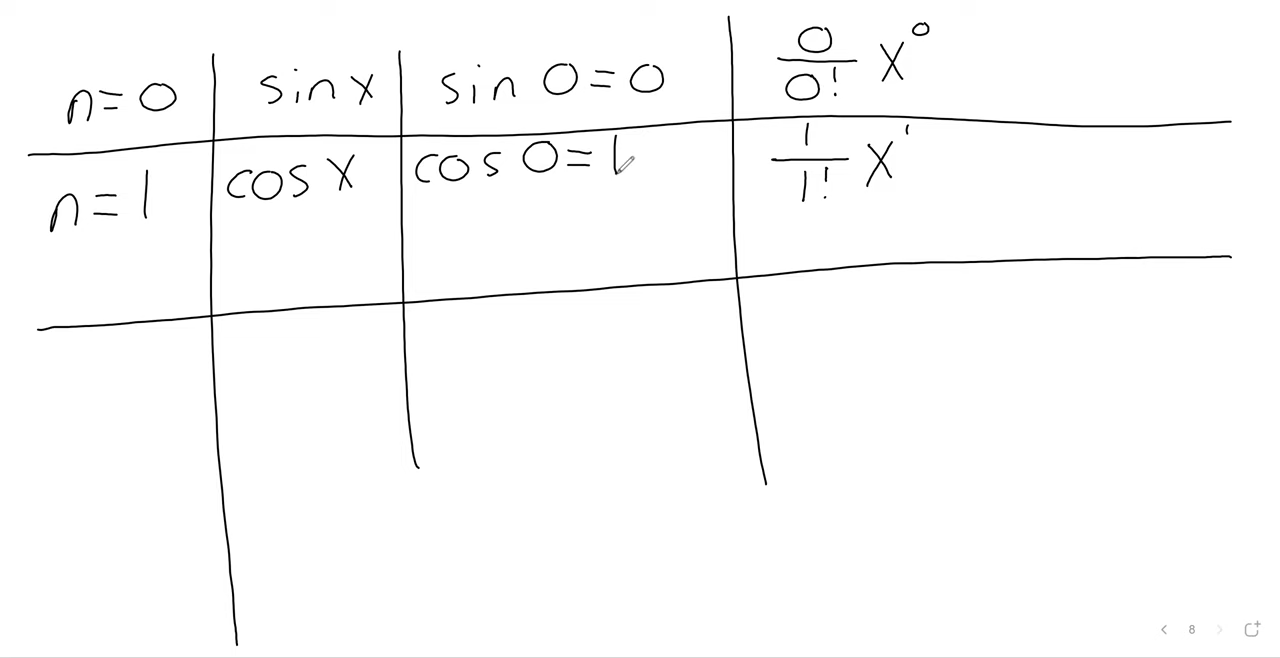 n=0 sin x sin 0=0 0/0! x⁰
n=1 cos x cos 0=1 1/1! x¹
8